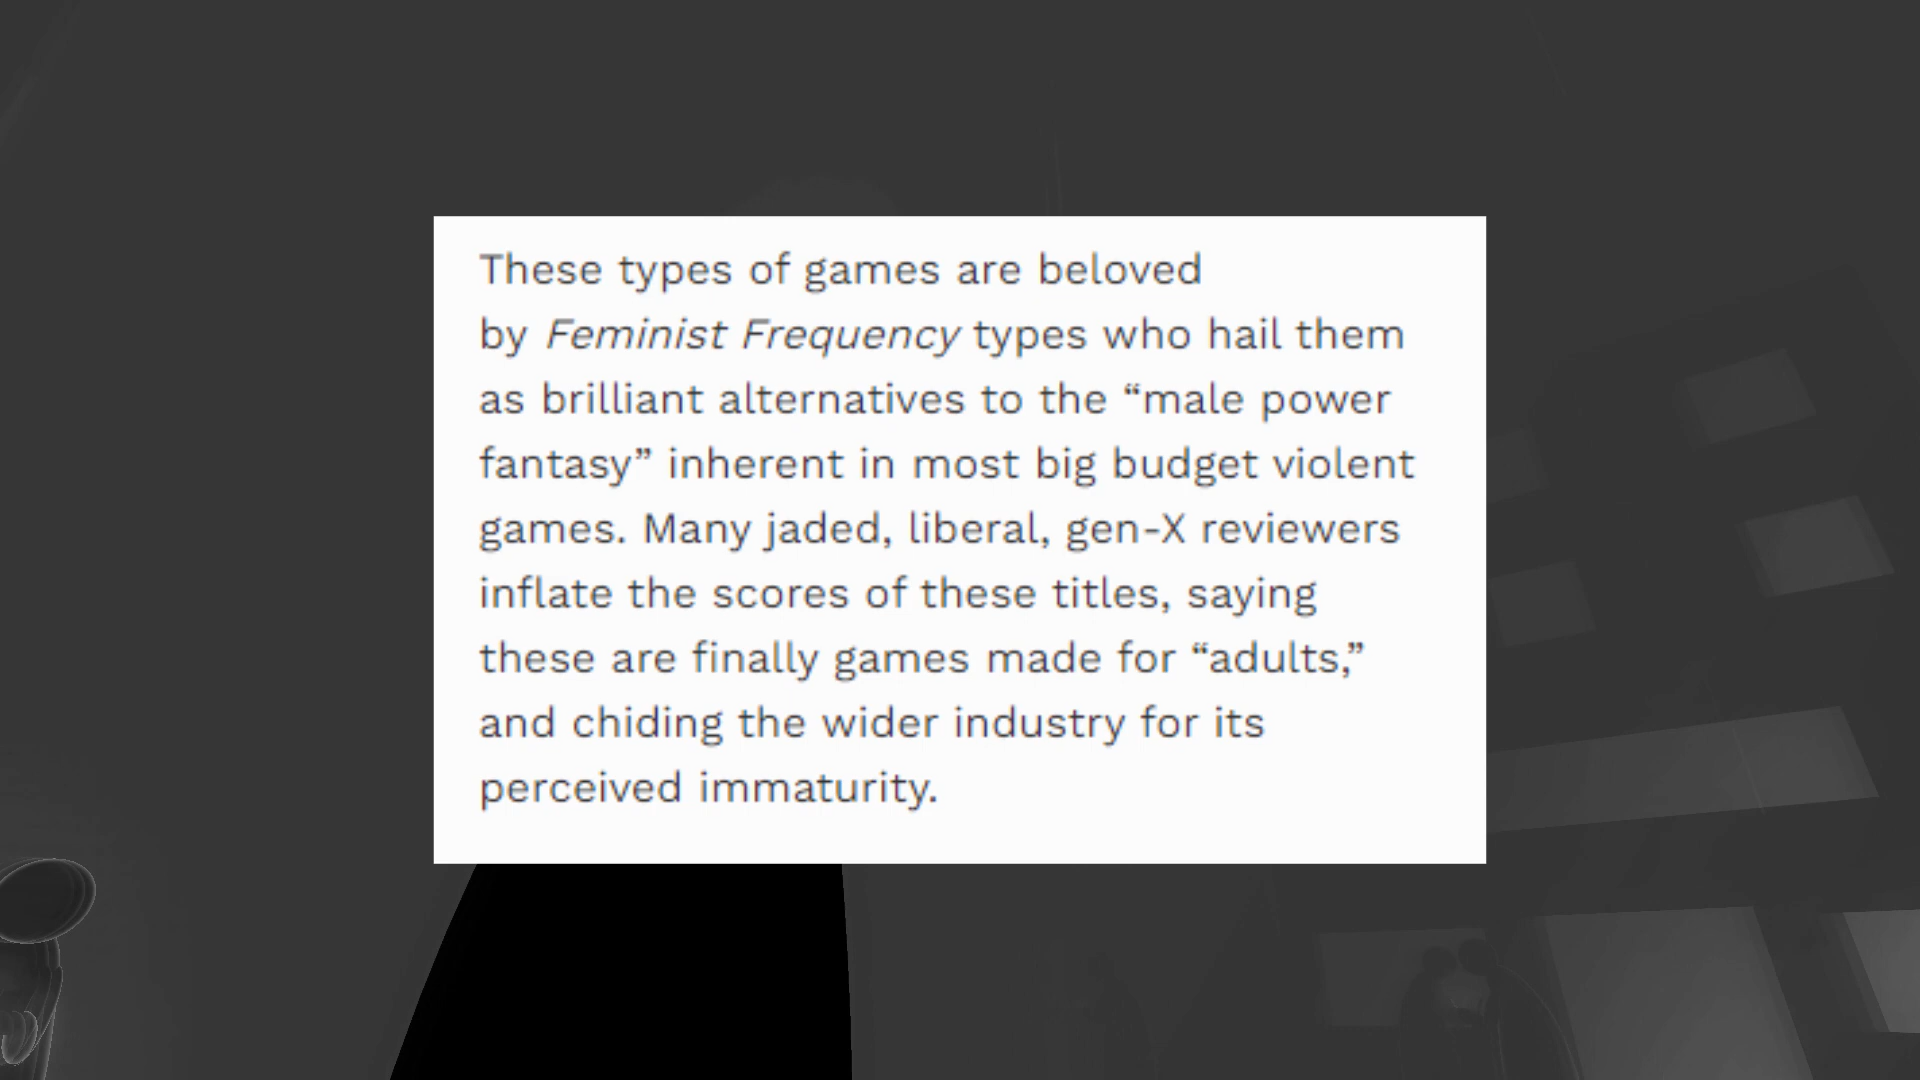 These types of games are beloved
by Feminist Frequency types who hail them
as brilliant alternatives to the “male power
fantasy” inherent in most big budget violent
games. Many jaded, liberal, gen-X reviewers
inflate the scores of these titles, saying
these are finally games made for “adults,”
and chiding the wider industry for its
perceived immaturity.